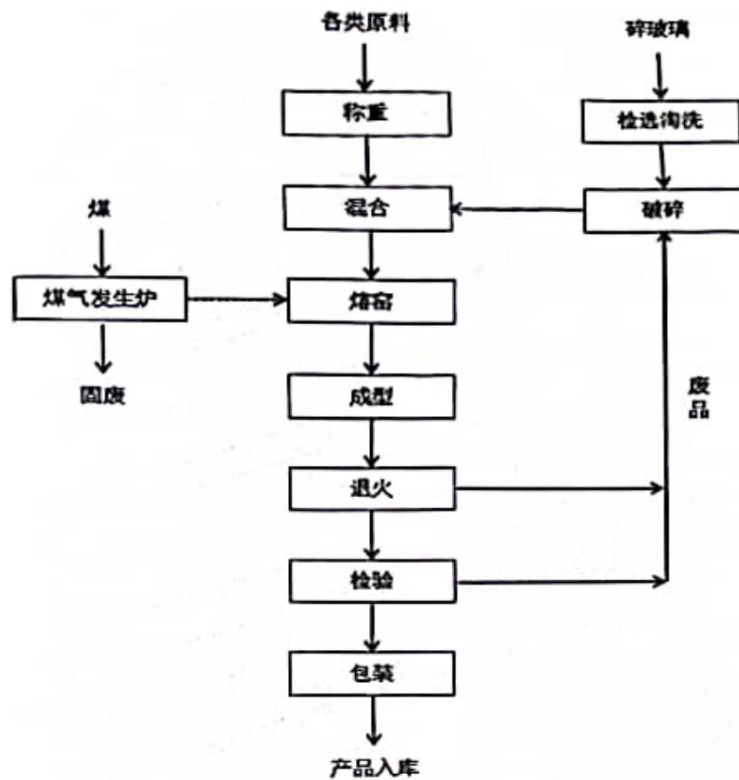 各类原料
碎玻璃
称重
检选淘洗
混合
破碎
煤
煤气发生炉
熔窑
固废
成型
废
品
退火
检验
包装
产品入库